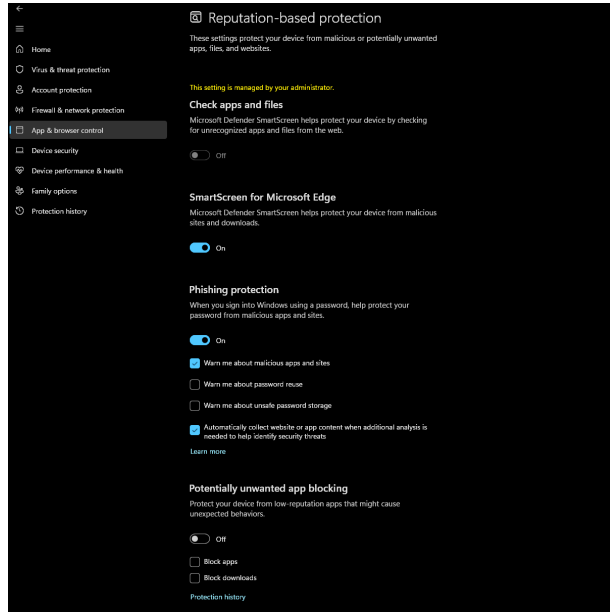 Reputation-based protection
These settings protect your device from malicious or potentially unwanted
apps, files, and websites.
Home
Virus & threat protection
Account protection
Firewall & network protection
App & browser control
Device security
Device performance & health
Family options
Protection history
This setting is managed by your administrator.
Check apps and files
Microsoft Defender SmartScreen helps protect your device by checking
for unrecognized apps and files from the web.
Off
SmartScreen for Microsoft Edge
Microsoft Defender SmartScreen helps protect your device from malicious
sites and downloads.
On
Phishing protection
When you sign into Windows using a password, help protect your
password from malicious apps and sites.
On
Warn me about malicious apps and sites
Warn me about password reuse
Warn me about unsafe password storage
Automatically collect website or app content when additional analysis is
needed to help identify security threats
Learn more
Potentially unwanted app blocking
Protect your device from low-reputation apps that might cause
unexpected behaviors.
Off
Block apps
Block downloads
Protection history